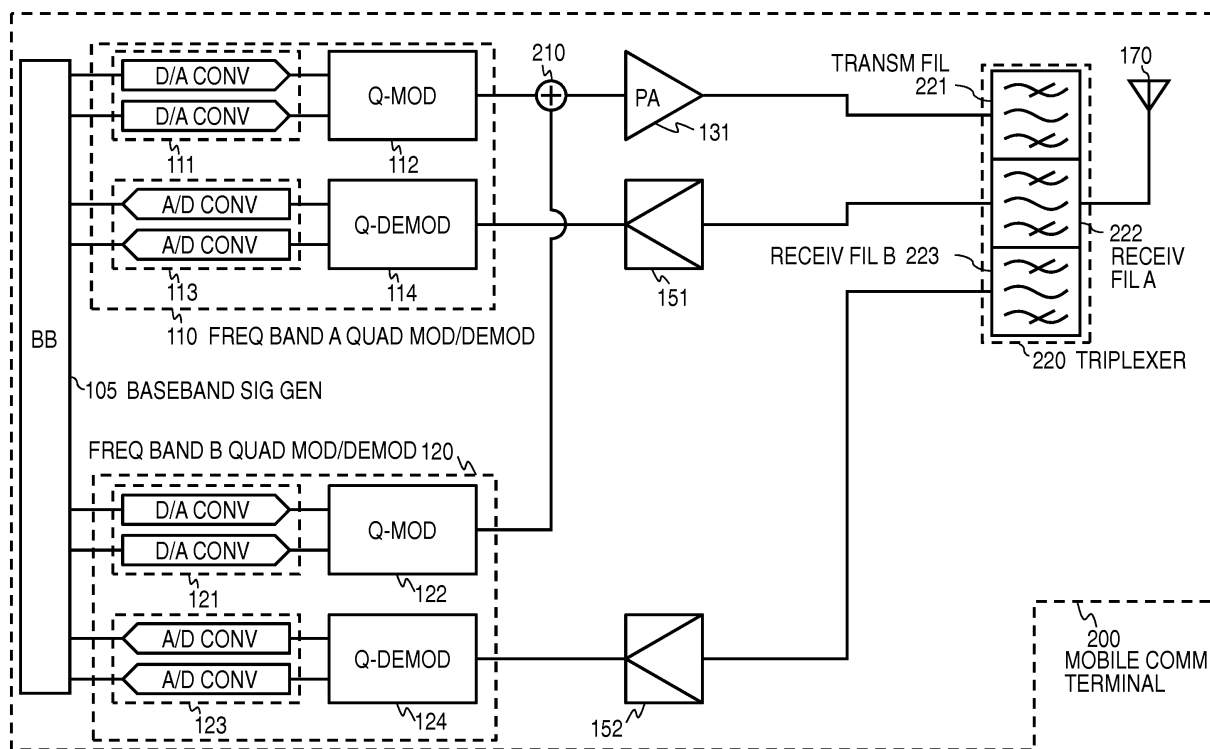 210
170
TRANSM FIL
221
D/A CONV
D/A CONV
Q-MOD
PA
111
112
131
A/D CONV
A/D CONV
Q-DEMOD
222
RECEIV
FIL A
RECEIV FIL B 223
113
114
151
110 FREQ BAND A QUAD MOD/DEMOD
BB
220 TRIPLEXER
105 BASEBAND SIG GEN
FREQ BAND B QUAD MOD/DEMOD 120
D/A CONV
D/A CONV
Q-MOD
121
122
A/D CONV
A/D CONV
Q-DEMOD
200
MOBILE COMM
TERMINAL
123
124
152